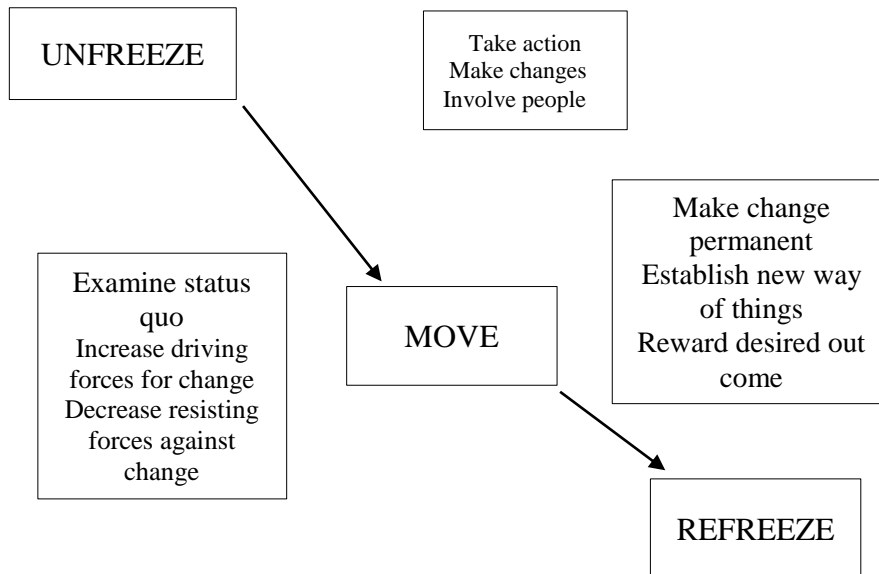 UNFREEZE
Take action
Make changes
Involve people
Make change
permanent
Establish new way
of things
Reward desired out
come
Examine status
quo
Increase driving
forces for change
Decrease resisting
forces against
change
MOVE
REFREEZE